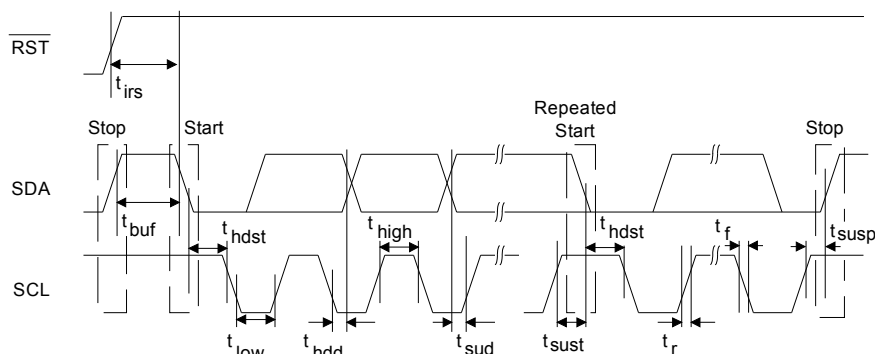 RST
t irs
Repeated
Stop
Start
Start
Stop
SDA
t buf
t hdst
t high
t hdst
t f
t susp
SCL
t low
t hdd
t sud
t sust
t r